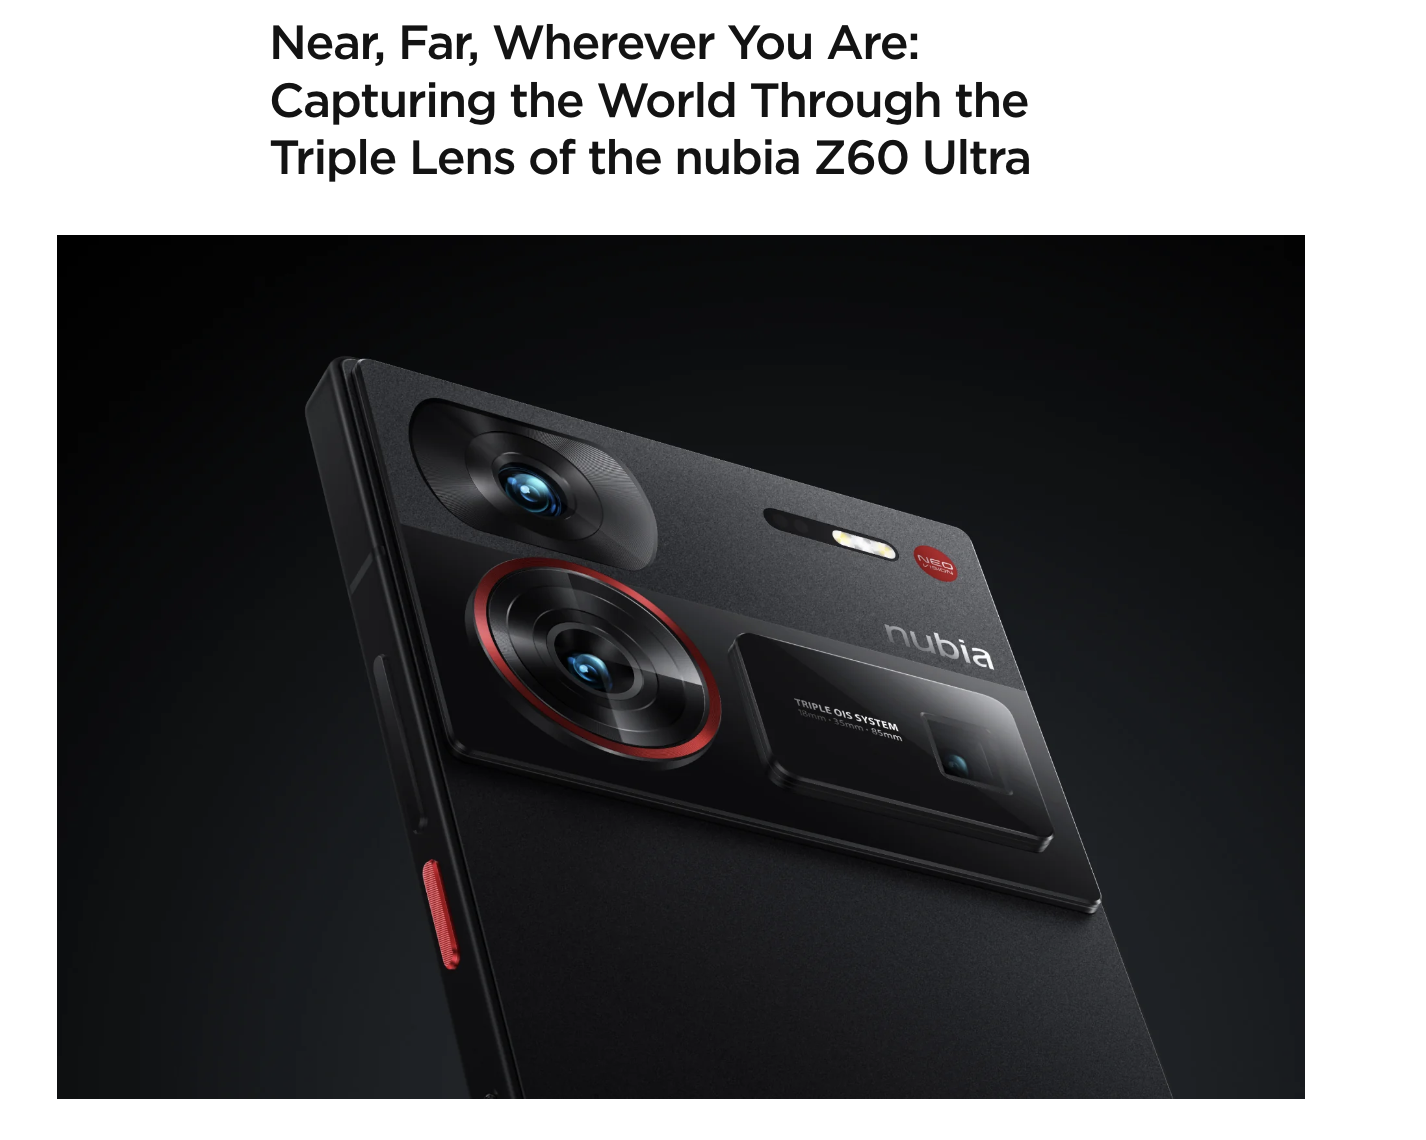 Near, Far, Wherever You Are:
Capturing the World Through the
Triple Lens of the nubia Z60 Ultra
NEO
VISION
nubia
TRIPLE OIS SYSTEM
18mm · 35mm · 85mm